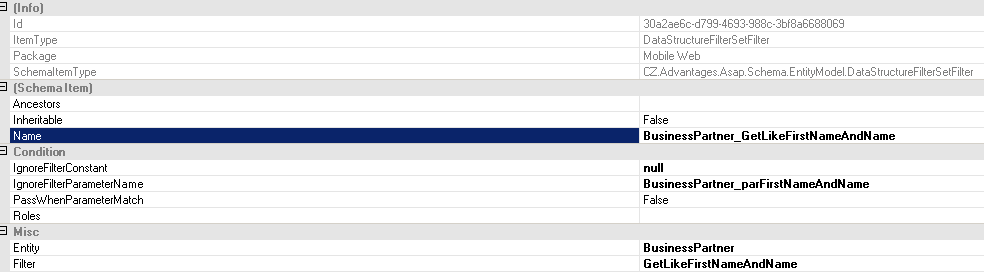 (Info)
Id 30a2ae6c-d799-4693-988c-3bf8a6688069
ItemType DataStructureFilterSetFilter
Package Mobile Web
SchemaItemType CZ.Advantages.Asap.Schema.EntityModel.DataStructureFilterSetFilter
(Schema Item)
Ancestors
Inheritable False
Name BusinessPartner_GetLikeFirstNameAndName
Condition
IgnoreFilterConstant null
IgnoreFilterParameterName BusinessPartner_parFirstNameAndName
PassWhenParameterMatch False
Roles
Misc
Entity BusinessPartner
Filter GetLikeFirstNameAndName